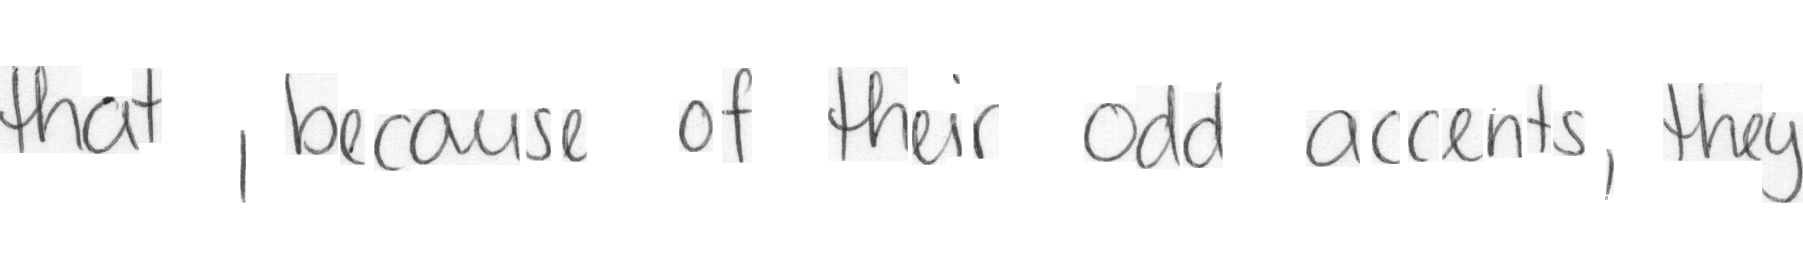 that , because of their odd accents, they